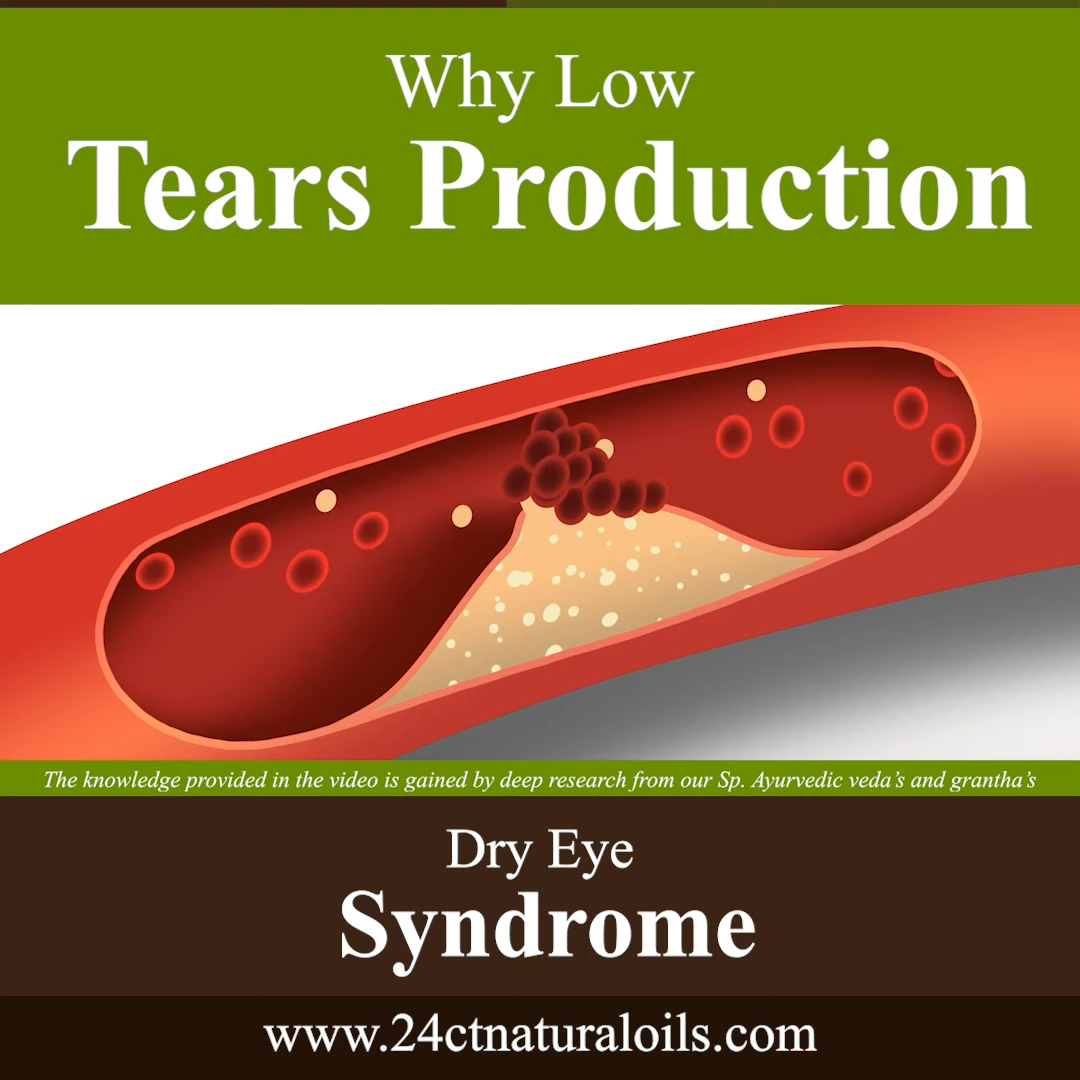 Why Low
Tears Production
The knowledge provided in the video is gained by deep research from our Sp. Ayurvedic veda's and grantha's
Dry Eye
Syndrome
www.24ctnaturaloils.com